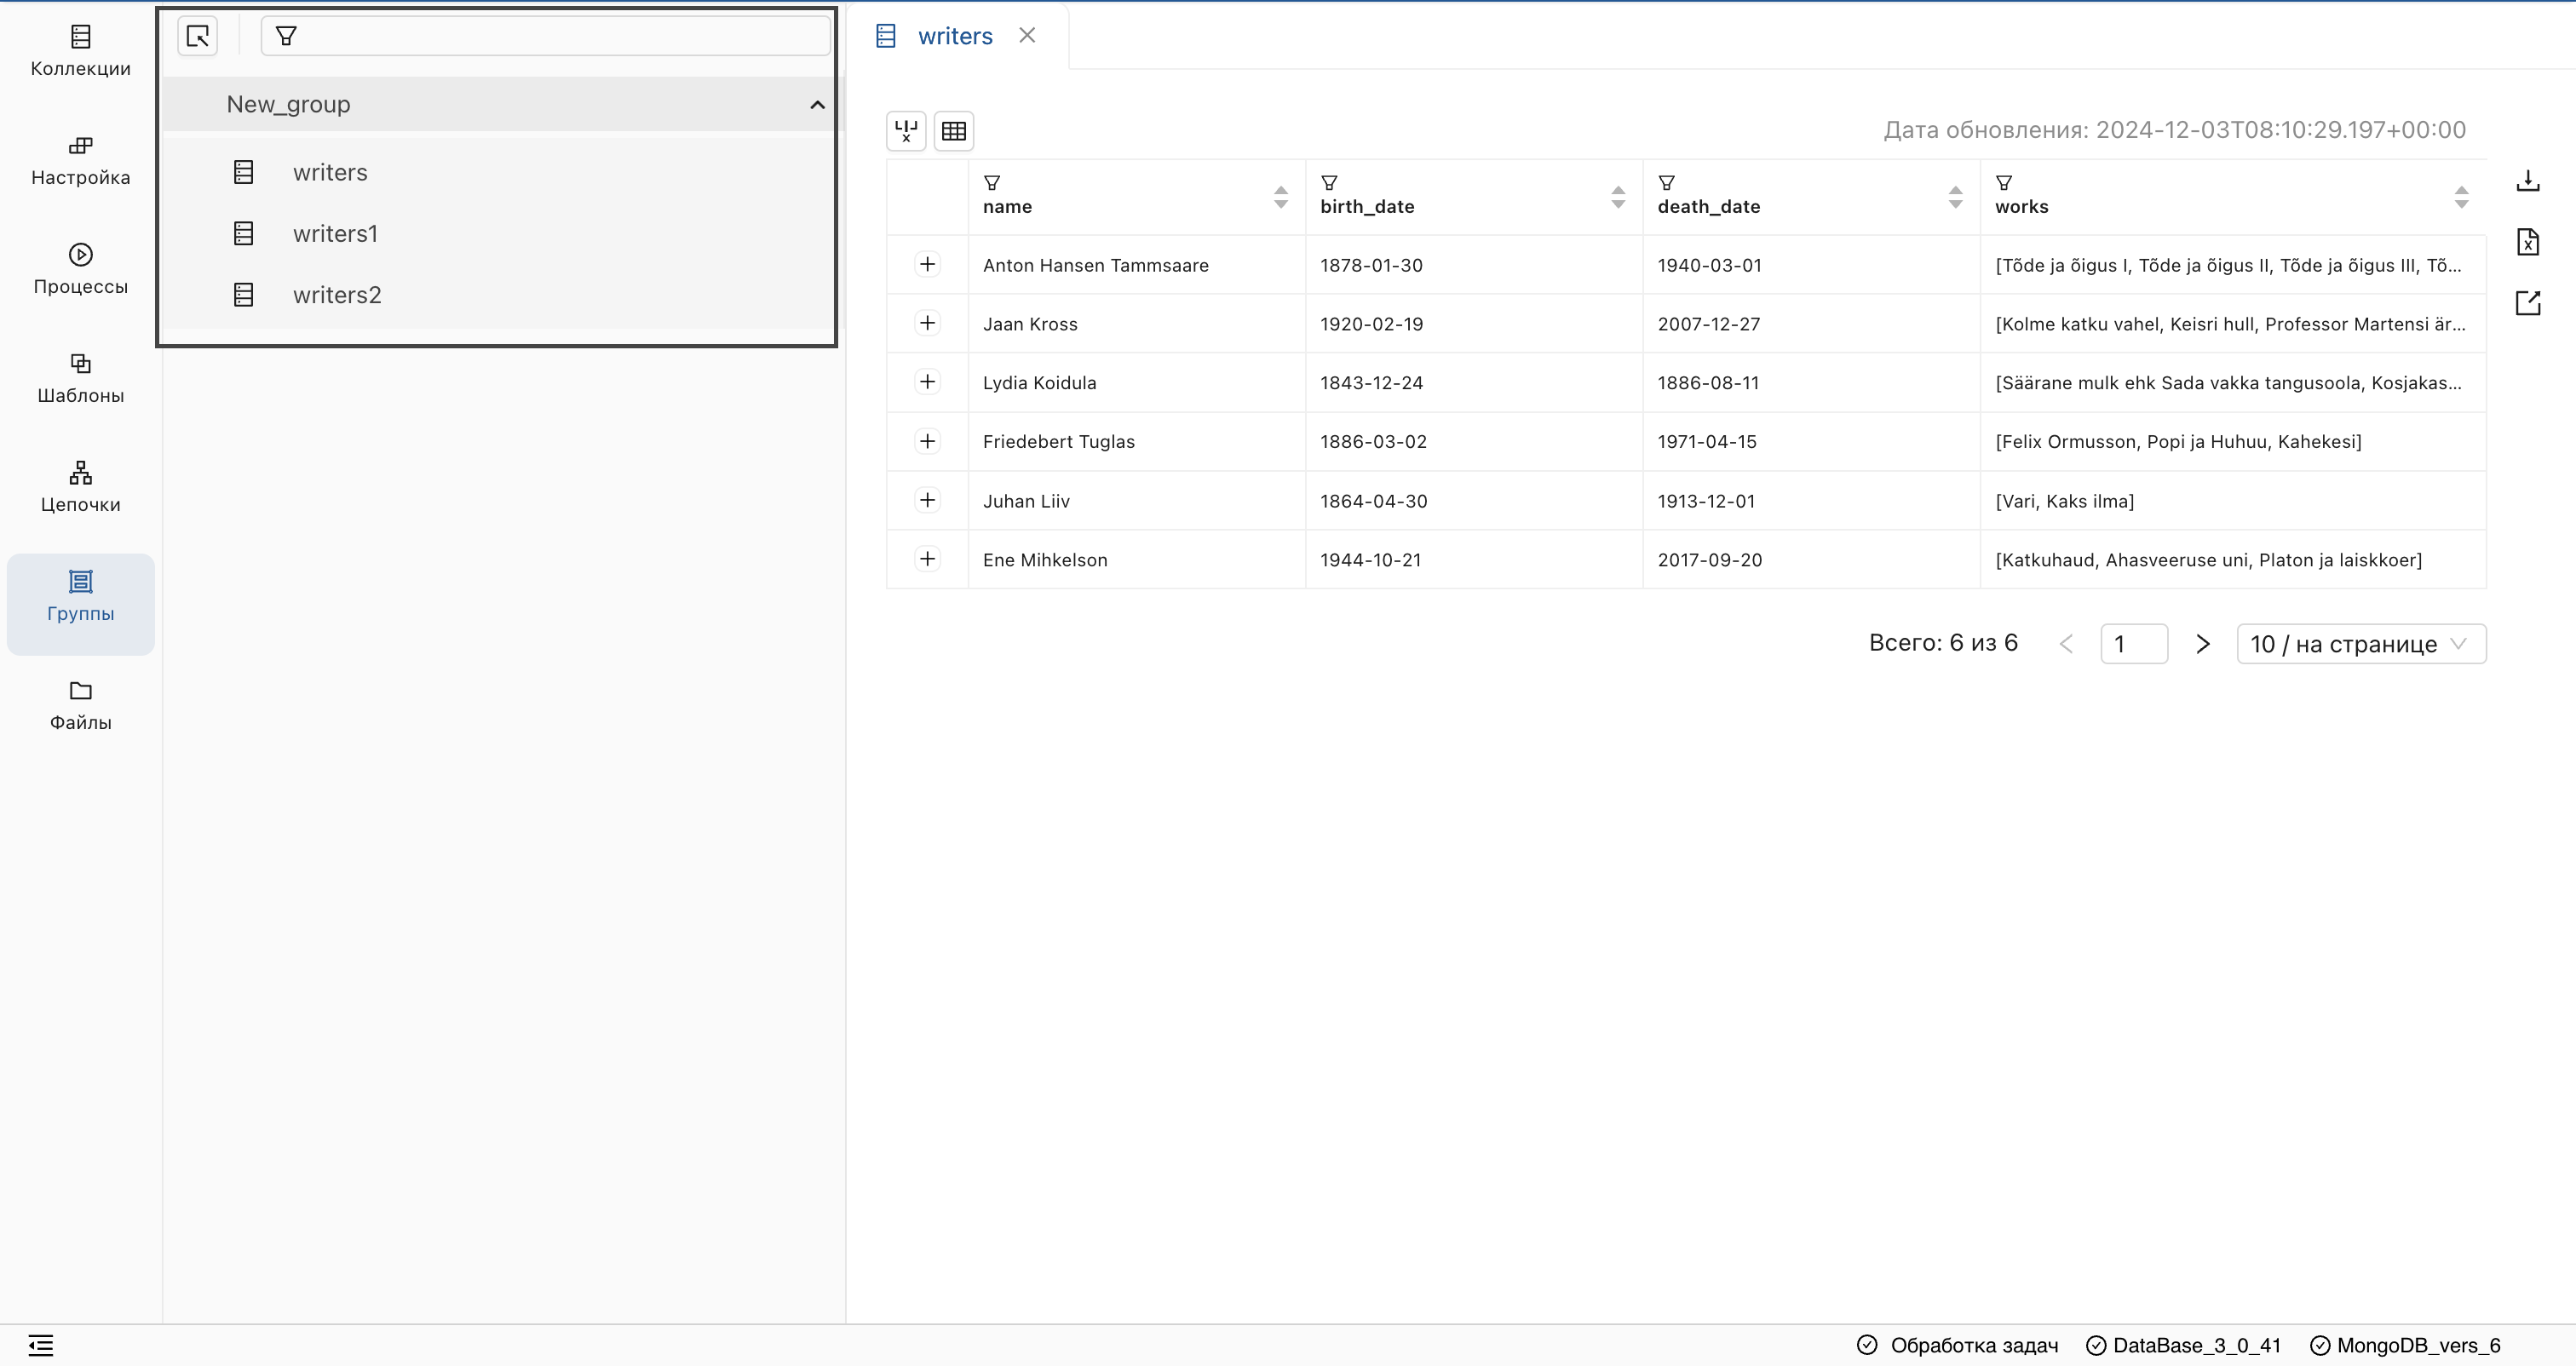 Коллекции
Настройка
Процессы
Шаблоны
Цепочки
Группы
Файлы
New_group
writers
writers1
writers2
writers
Дата обновления: 2024-12-03T08:10:29.197+00:00
name birth_date death_date works
Anton Hansen Tammsaare 1878-01-30 1940-03-01 [Tõde ja õigus I, Tõde ja õigus II, Tõde ja õigus III, Tõ...
Jaan Kross 1920-02-19 2007-12-27 [Kolme katku vahel, Keisri hull, Professor Martensi är...
Lydia Koidula 1843-12-24 1886-08-11 [Säärane mulk ehk Sada vakka tangusoola, Kosjakas...
Friedebert Tuglas 1886-03-02 1971-04-15 [Felix Ormusson, Popi ja Huhuu, Kahekesi]
Juhan Liiv 1864-04-30 1913-12-01 [Vari, Kaks ilma]
Ene Mihkelson 1944-10-21 2017-09-20 [Katkuhaud, Ahasveeruse uni, Platon ja laiskkoer]
Всего: 6 из 6 1 10 / на странице
Обработка задач DataBase_3_0_41 MongoDB_vers_6